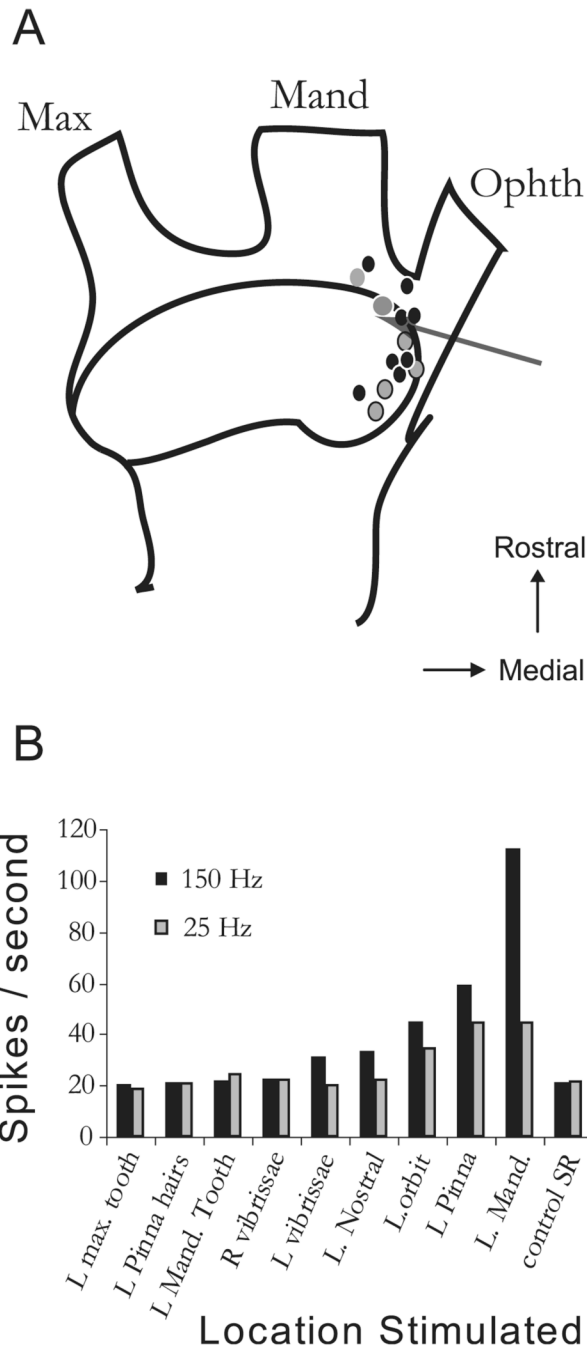 A
Max
Mand
Ophth
Rostral
Medial
B
Spikes / second
120
100
80
60
40
20
0
150 Hz
25 Hz
L max. tooth
L Pinna hairs
L Mand. Tooth
R vibrissae
L vibrissae
L. Nostral
L.orbit
L Pinna
L. Mand.
control SR
Location Stimulated